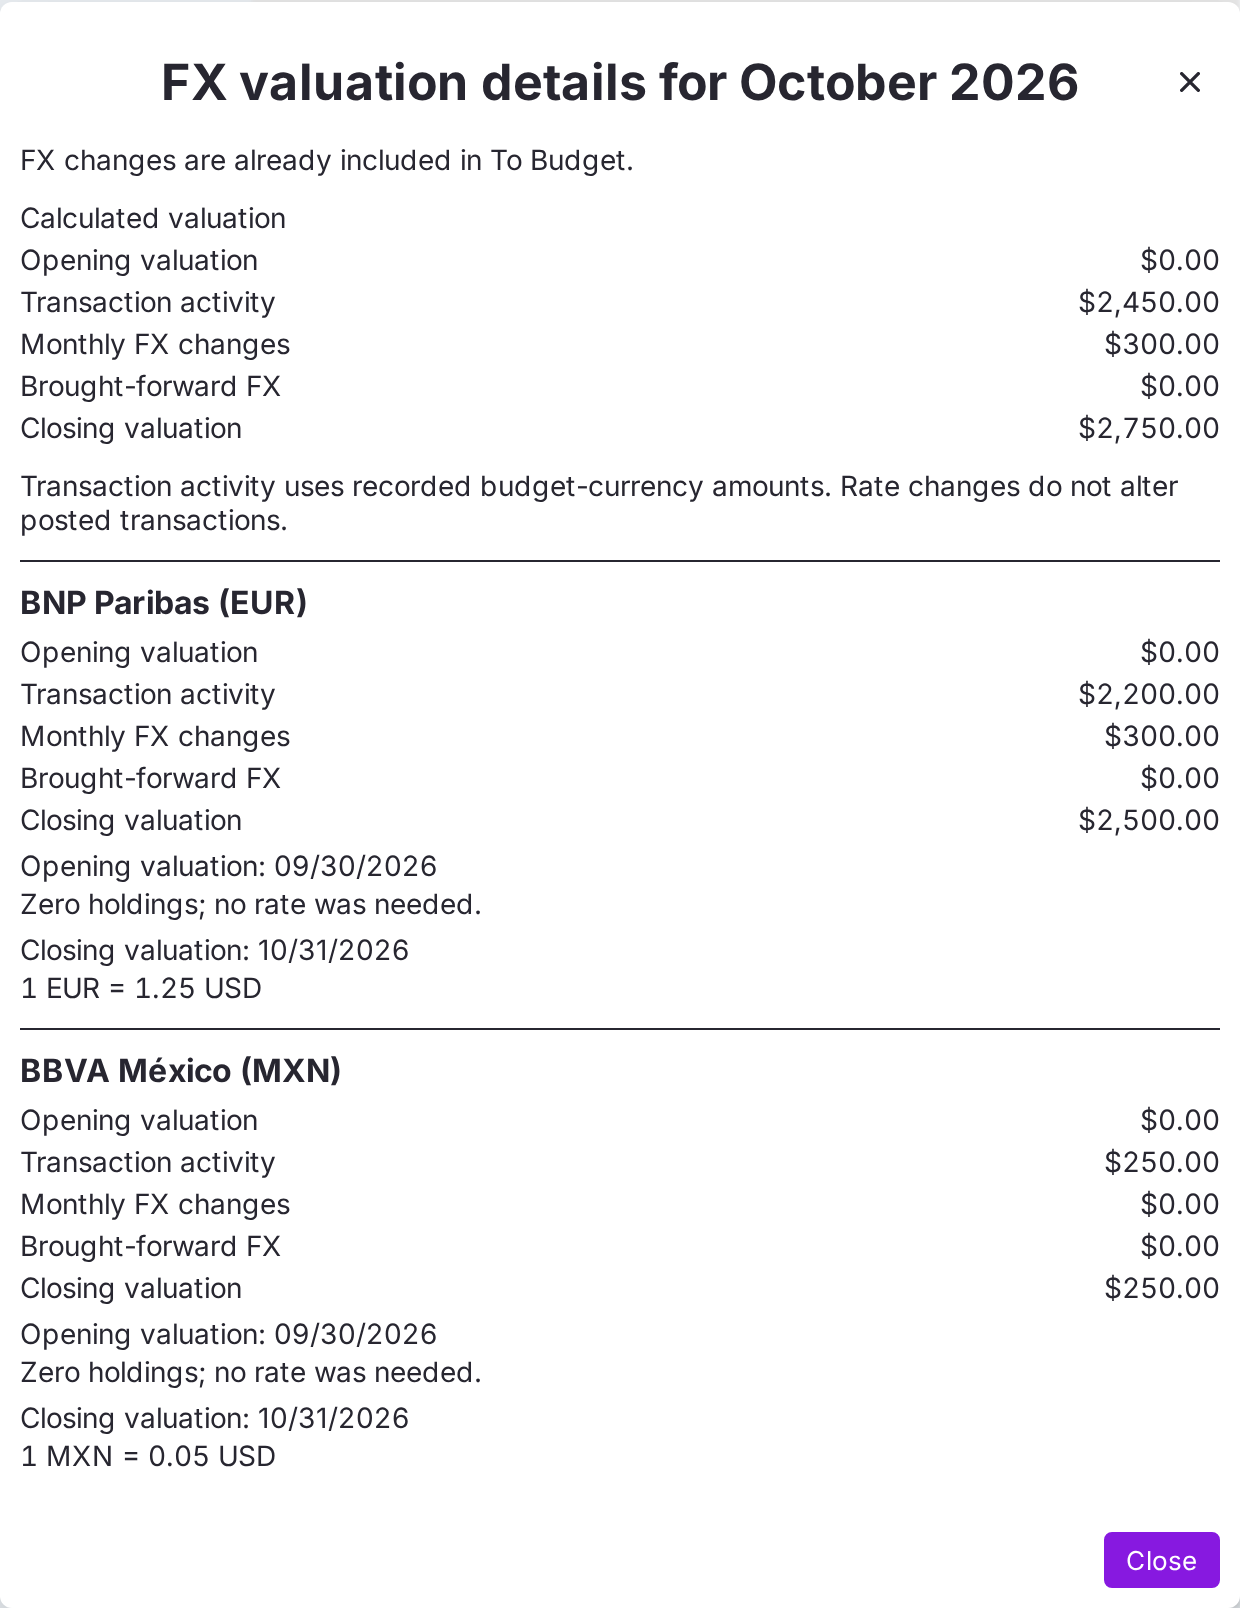 FX valuation details for October 2026
FX changes are already included in To Budget.
Calculated valuation
Opening valuation $0.00
Transaction activity $2,450.00
Monthly FX changes $300.00
Brought-forward FX $0.00
Closing valuation $2,750.00
Transaction activity uses recorded budget-currency amounts. Rate changes do not alter
posted transactions.
BNP Paribas (EUR)
Opening valuation $0.00
Transaction activity $2,200.00
Monthly FX changes $300.00
Brought-forward FX $0.00
Closing valuation $2,500.00
Opening valuation: 09/30/2026
Zero holdings; no rate was needed.
Closing valuation: 10/31/2026
1 EUR = 1.25 USD
BBVA México (MXN)
Opening valuation $0.00
Transaction activity $250.00
Monthly FX changes $0.00
Brought-forward FX $0.00
Closing valuation $250.00
Opening valuation: 09/30/2026
Zero holdings; no rate was needed.
Closing valuation: 10/31/2026
1 MXN = 0.05 USD
Close